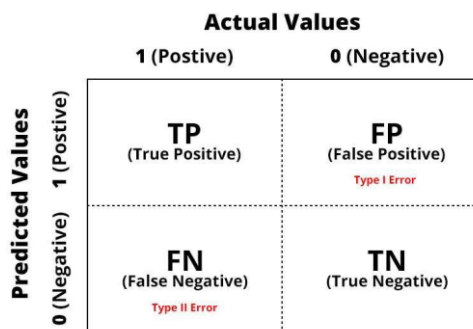 Actual Values
1 (Postive) 0 (Negative)
Predicted Values
1 (Postive)
TP FP
(True Positive) (False Positive)
Type I Error
0 (Negative)
FN TN
(False Negative) (True Negative)
Type II Error